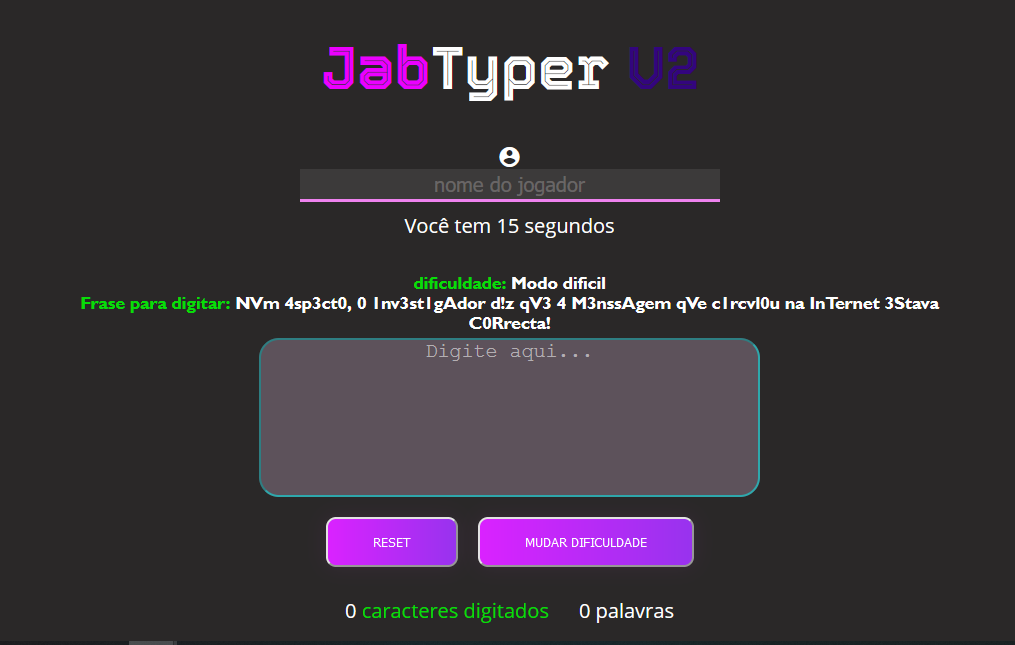 JabTyper V2
nome do jogador
Você tem 15 segundos
dificuldade: Modo dificil
Frase para digitar: NVm 4sp3ct0, 0 1nv3st1gAdor d!z qV3 4 M3nssAgem qVe c1rcvl0u na InTernet 3Stava
C0Rrecta!
Digite aqui...
RESET
MUDAR DIFICULDADE
0 caracteres digitados
0 palavras